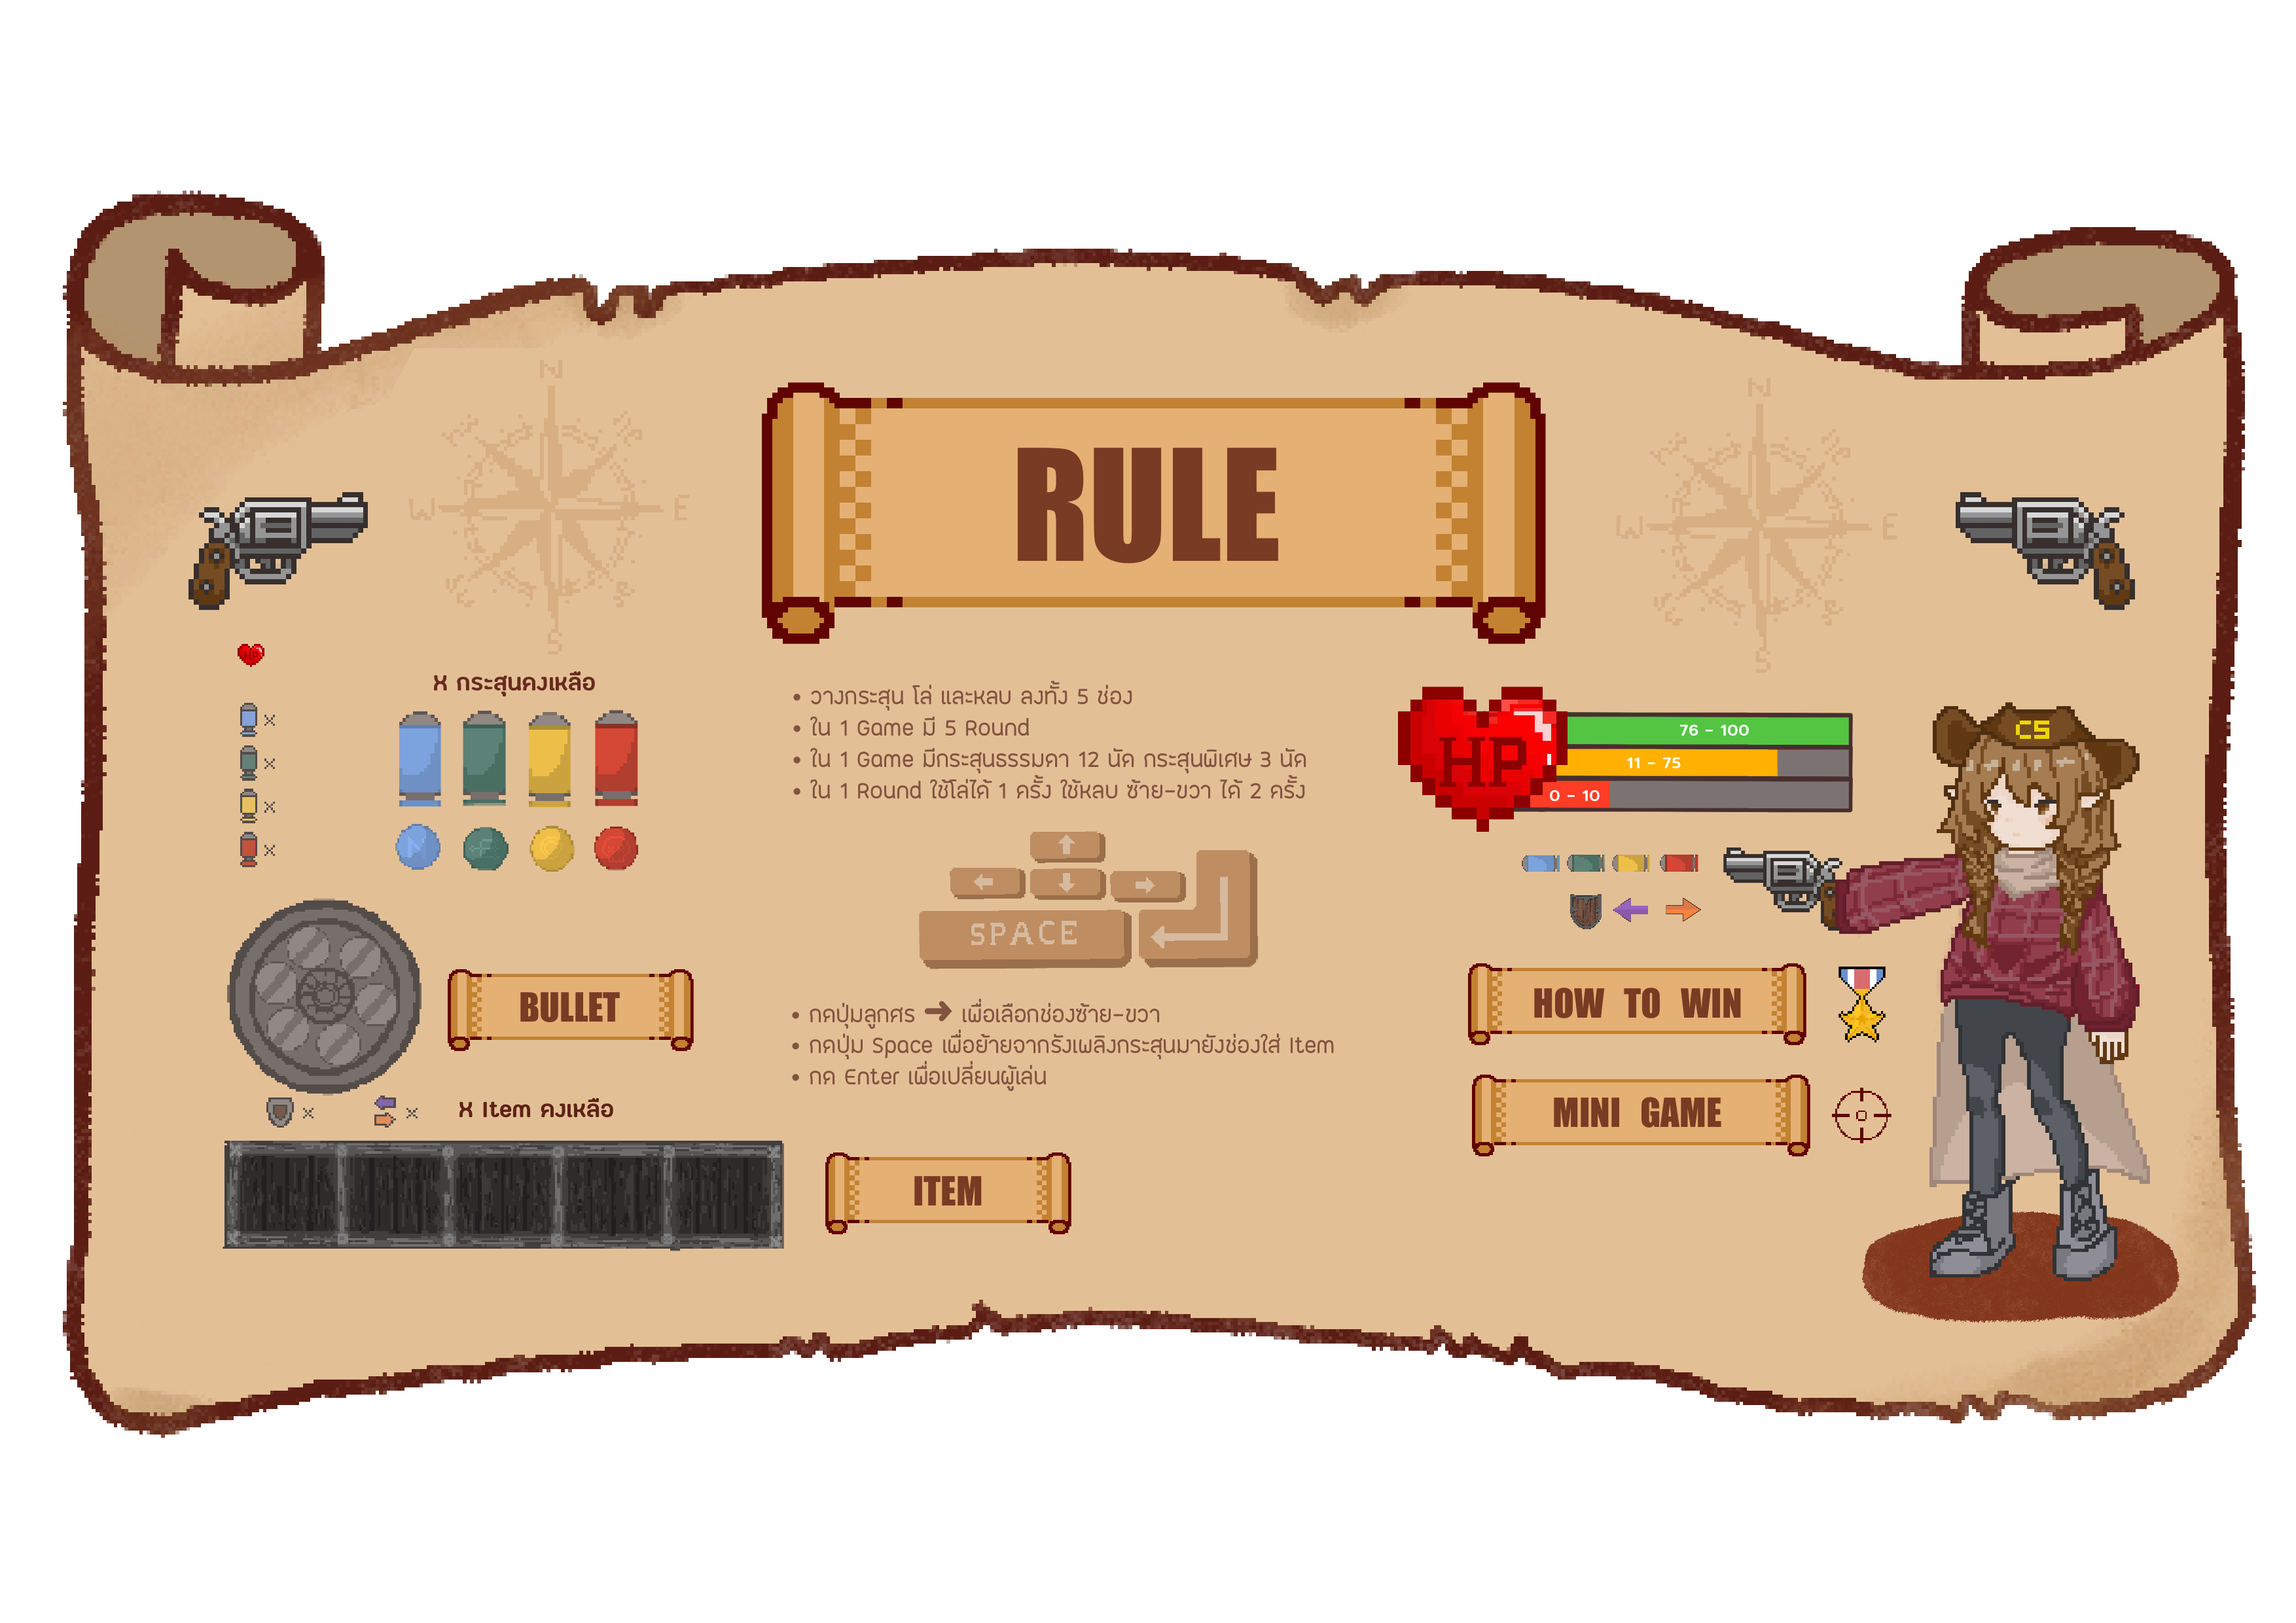 N
W
E
S
RULE
N
W
E
S
HP
X กระสุนคงเหลือ
x
x
x
x
N
F
• วางกระสุน โล่ และหลบ ลงทั้ง 5 ช่อง
• ใน 1 Game มี 5 Round
• ใน 1 Game มีกระสุนธรรมดา 12 นัด กระสุนพิเศษ 3 นัด
• ใน 1 Round ใช้โล่ได้ 1 ครั้ง ใช้หลบ ซ้าย-ขวา ได้ 2 ครั้ง
HP
76 - 100
11 - 75
0 - 10
CS
SPACE
BULLET
• กดปุ่มลูกศร ➜ เพื่อเลือกช่องซ้าย-ขวา
• กดปุ่ม Space เพื่อย้ายจากรังเพลิงกระสุนมายังช่องใส่ Item
• กด Enter เพื่อเปลี่ยนผู้เล่น
HOW TO WIN
MINI GAME
x
x
X Item คงเหลือ
ITEM